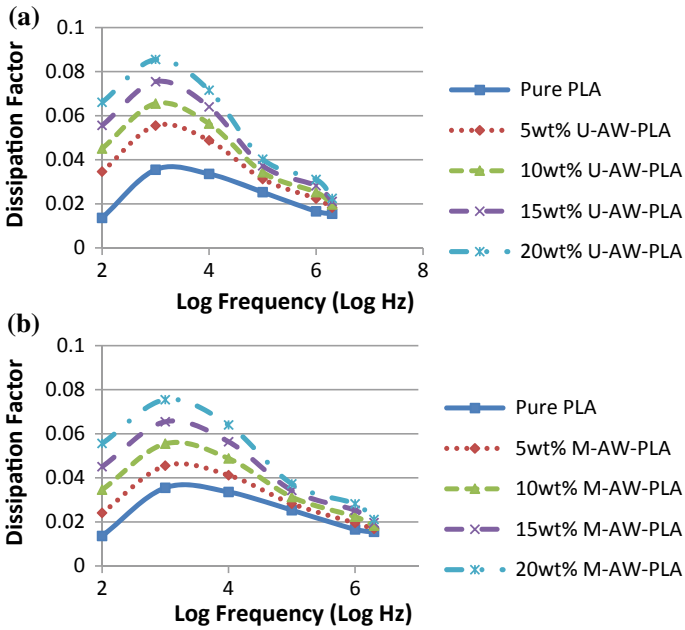 (a)
0.1
0.08
0.06
0.04
0.02
0
Dissipation Factor
2 4 6 8
Log Frequency (Log Hz)
Pure PLA
5wt% U-AW-PLA
10wt% U-AW-PLA
15wt% U-AW-PLA
20wt% U-AW-PLA
(b)
0.1
0.08
0.06
0.04
0.02
0
Dissipation Factor
2 4 6
Log Frequency (Log Hz)
Pure PLA
5wt% M-AW-PLA
10wt% M-AW-PLA
15wt% M-AW-PLA
20wt% M-AW-PLA